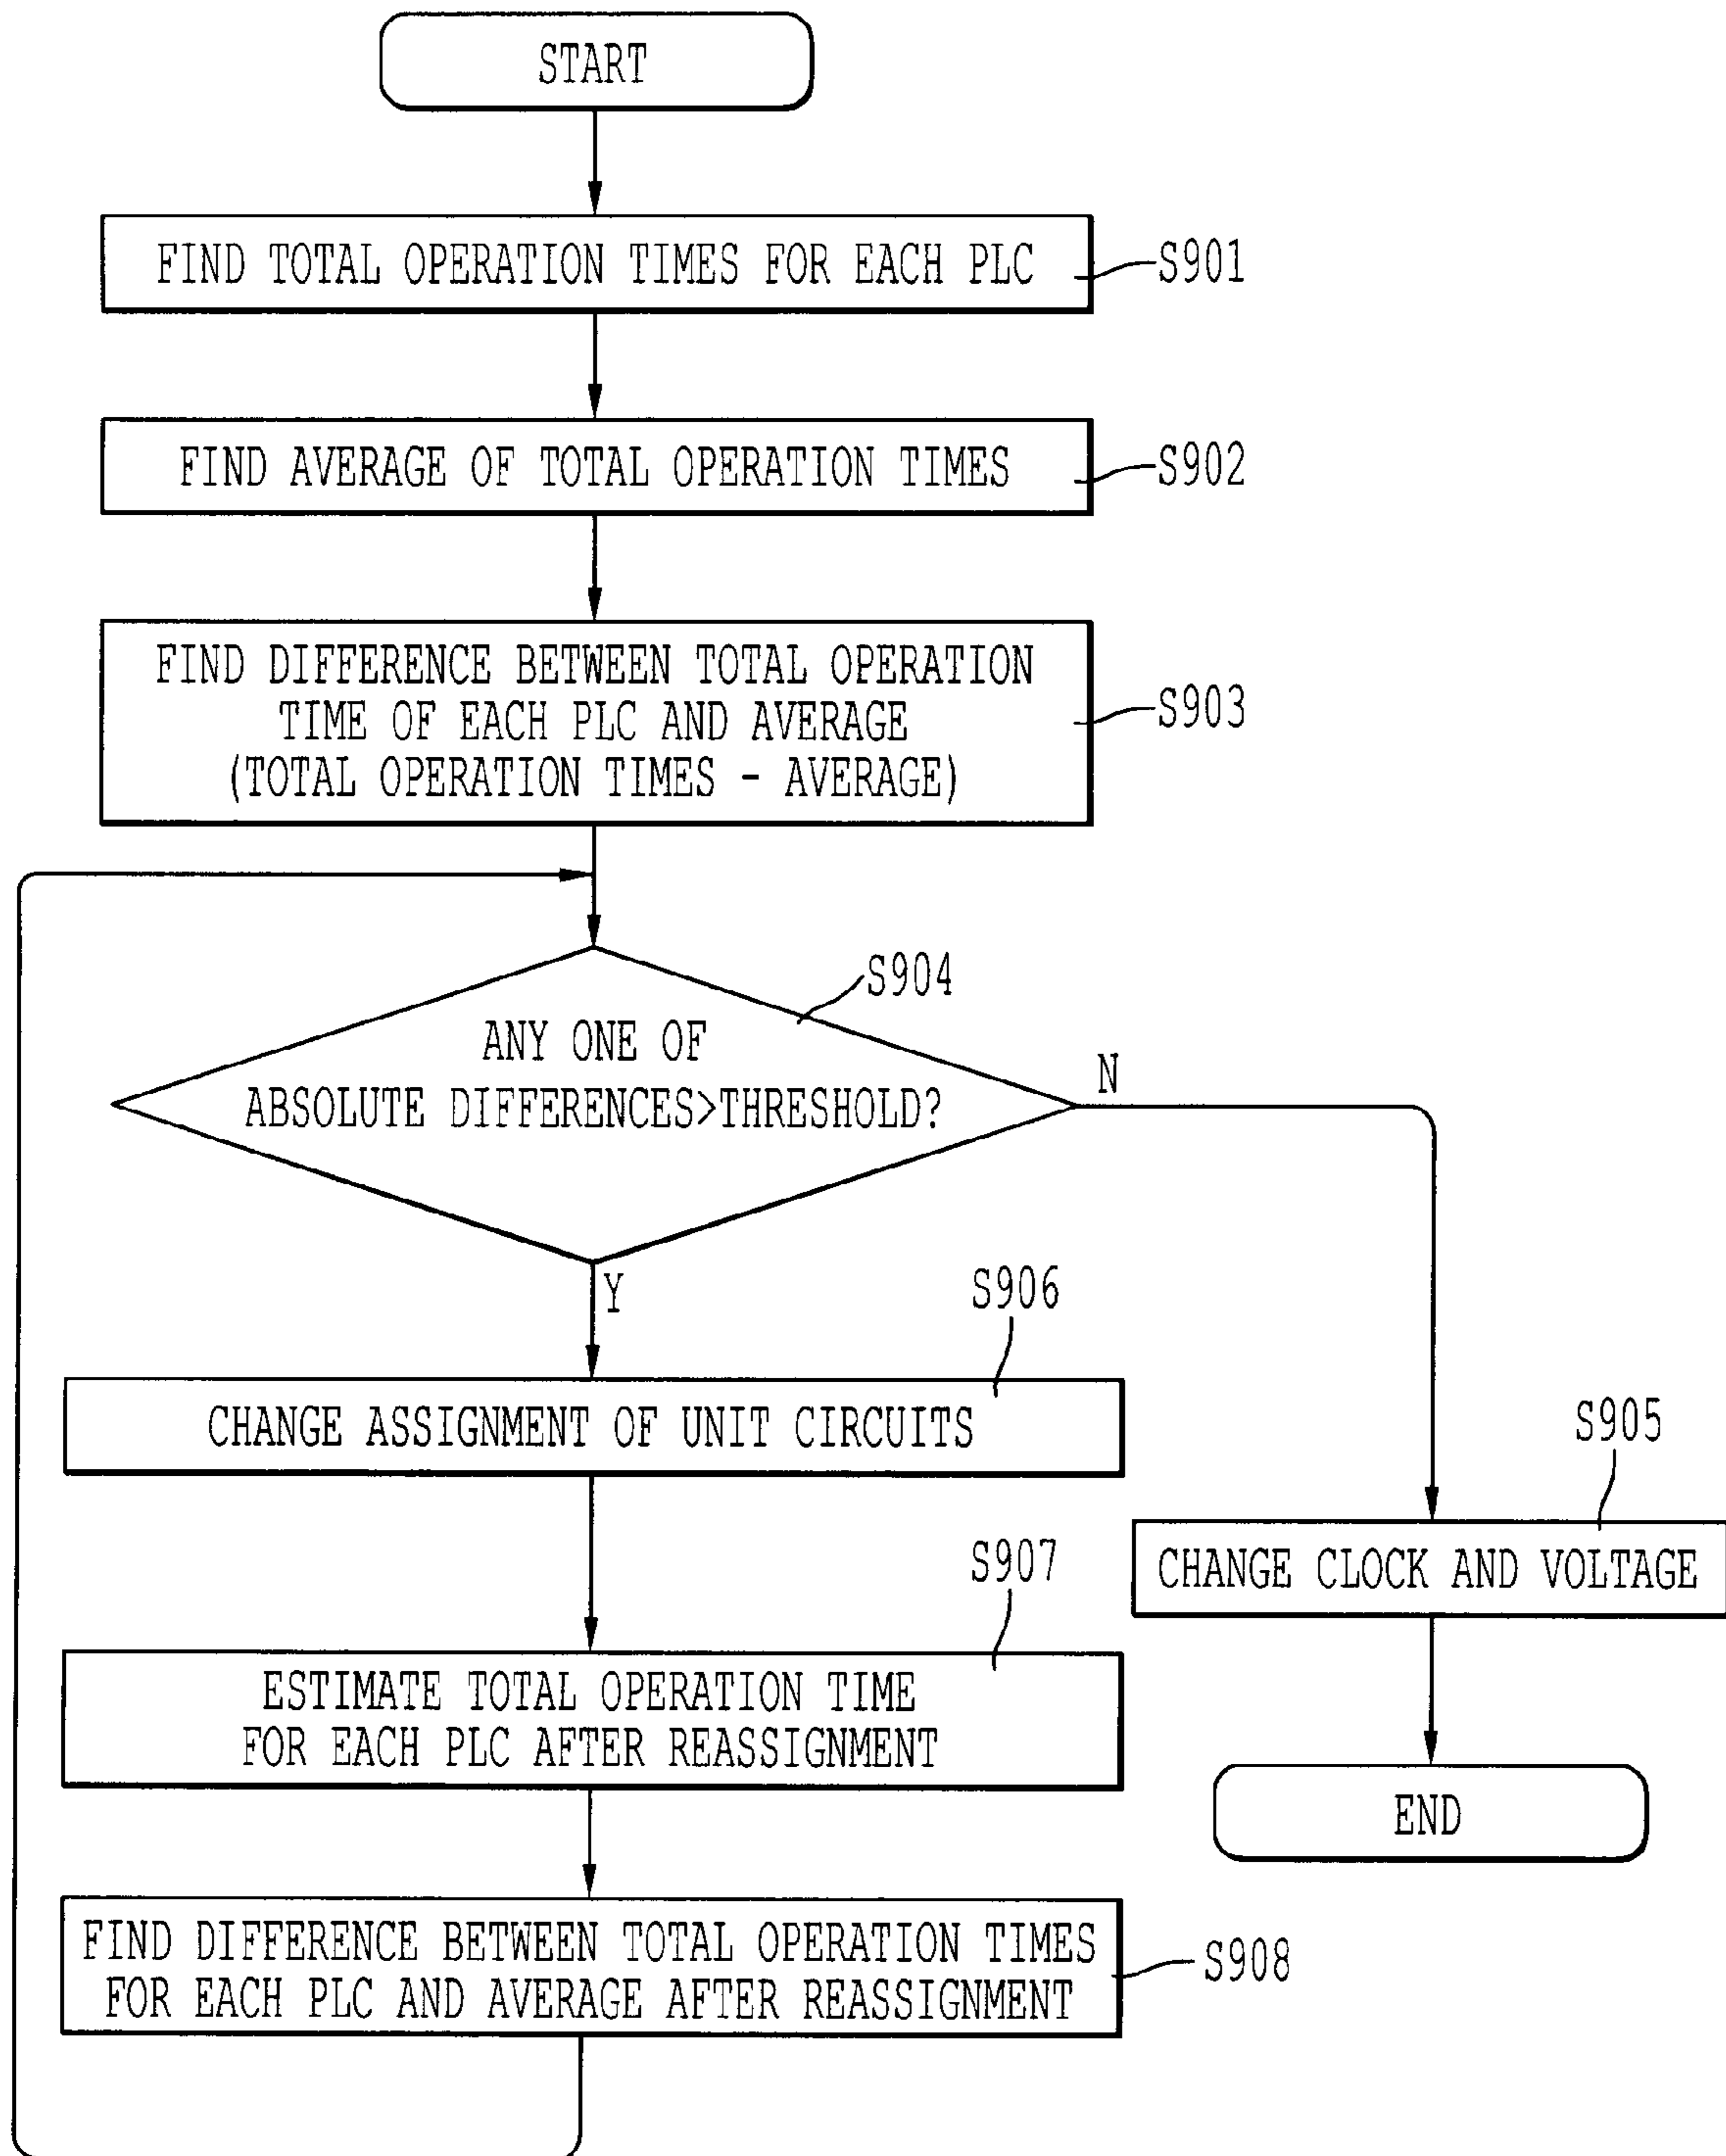 START
FIND TOTAL OPERATION TIMES FOR EACH PLC
S901
FIND AVERAGE OF TOTAL OPERATION TIMES
S902
FIND DIFFERENCE BETWEEN TOTAL OPERATION
TIME OF EACH PLC AND AVERAGE
(TOTAL OPERATION TIMES - AVERAGE)
S903
S904
ANY ONE OF
ABSOLUTE DIFFERENCES>THRESHOLD?
N
Y
S906
CHANGE ASSIGNMENT OF UNIT CIRCUITS
S905
CHANGE CLOCK AND VOLTAGE
S907
ESTIMATE TOTAL OPERATION TIME
FOR EACH PLC AFTER REASSIGNMENT
END
FIND DIFFERENCE BETWEEN TOTAL OPERATION TIMES
FOR EACH PLC AND AVERAGE AFTER REASSIGNMENT
S908